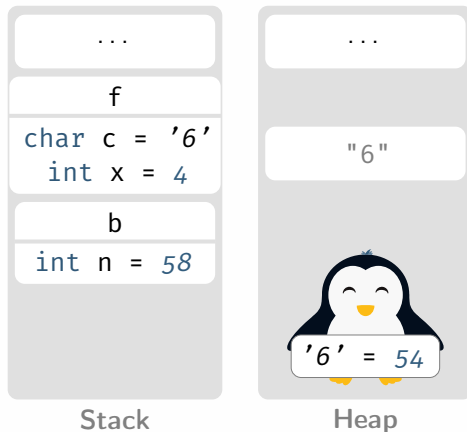 ...
f
char c = '6'
int x = 4
b
int n = 58
Stack
...
"6"
'6' = 54
Heap